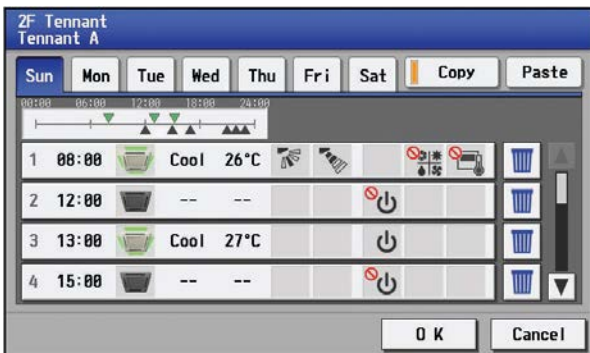 2F Tennant
Tennant A
Sun Mon Tue Wed Thu Fri Sat Copy Paste
00:00 06:00 12:00 18:00 24:00
1 08:00 Cool 26°C
2 12:00 -- --
3 13:00 Cool 27°C
4 15:00 -- --
OK Cancel